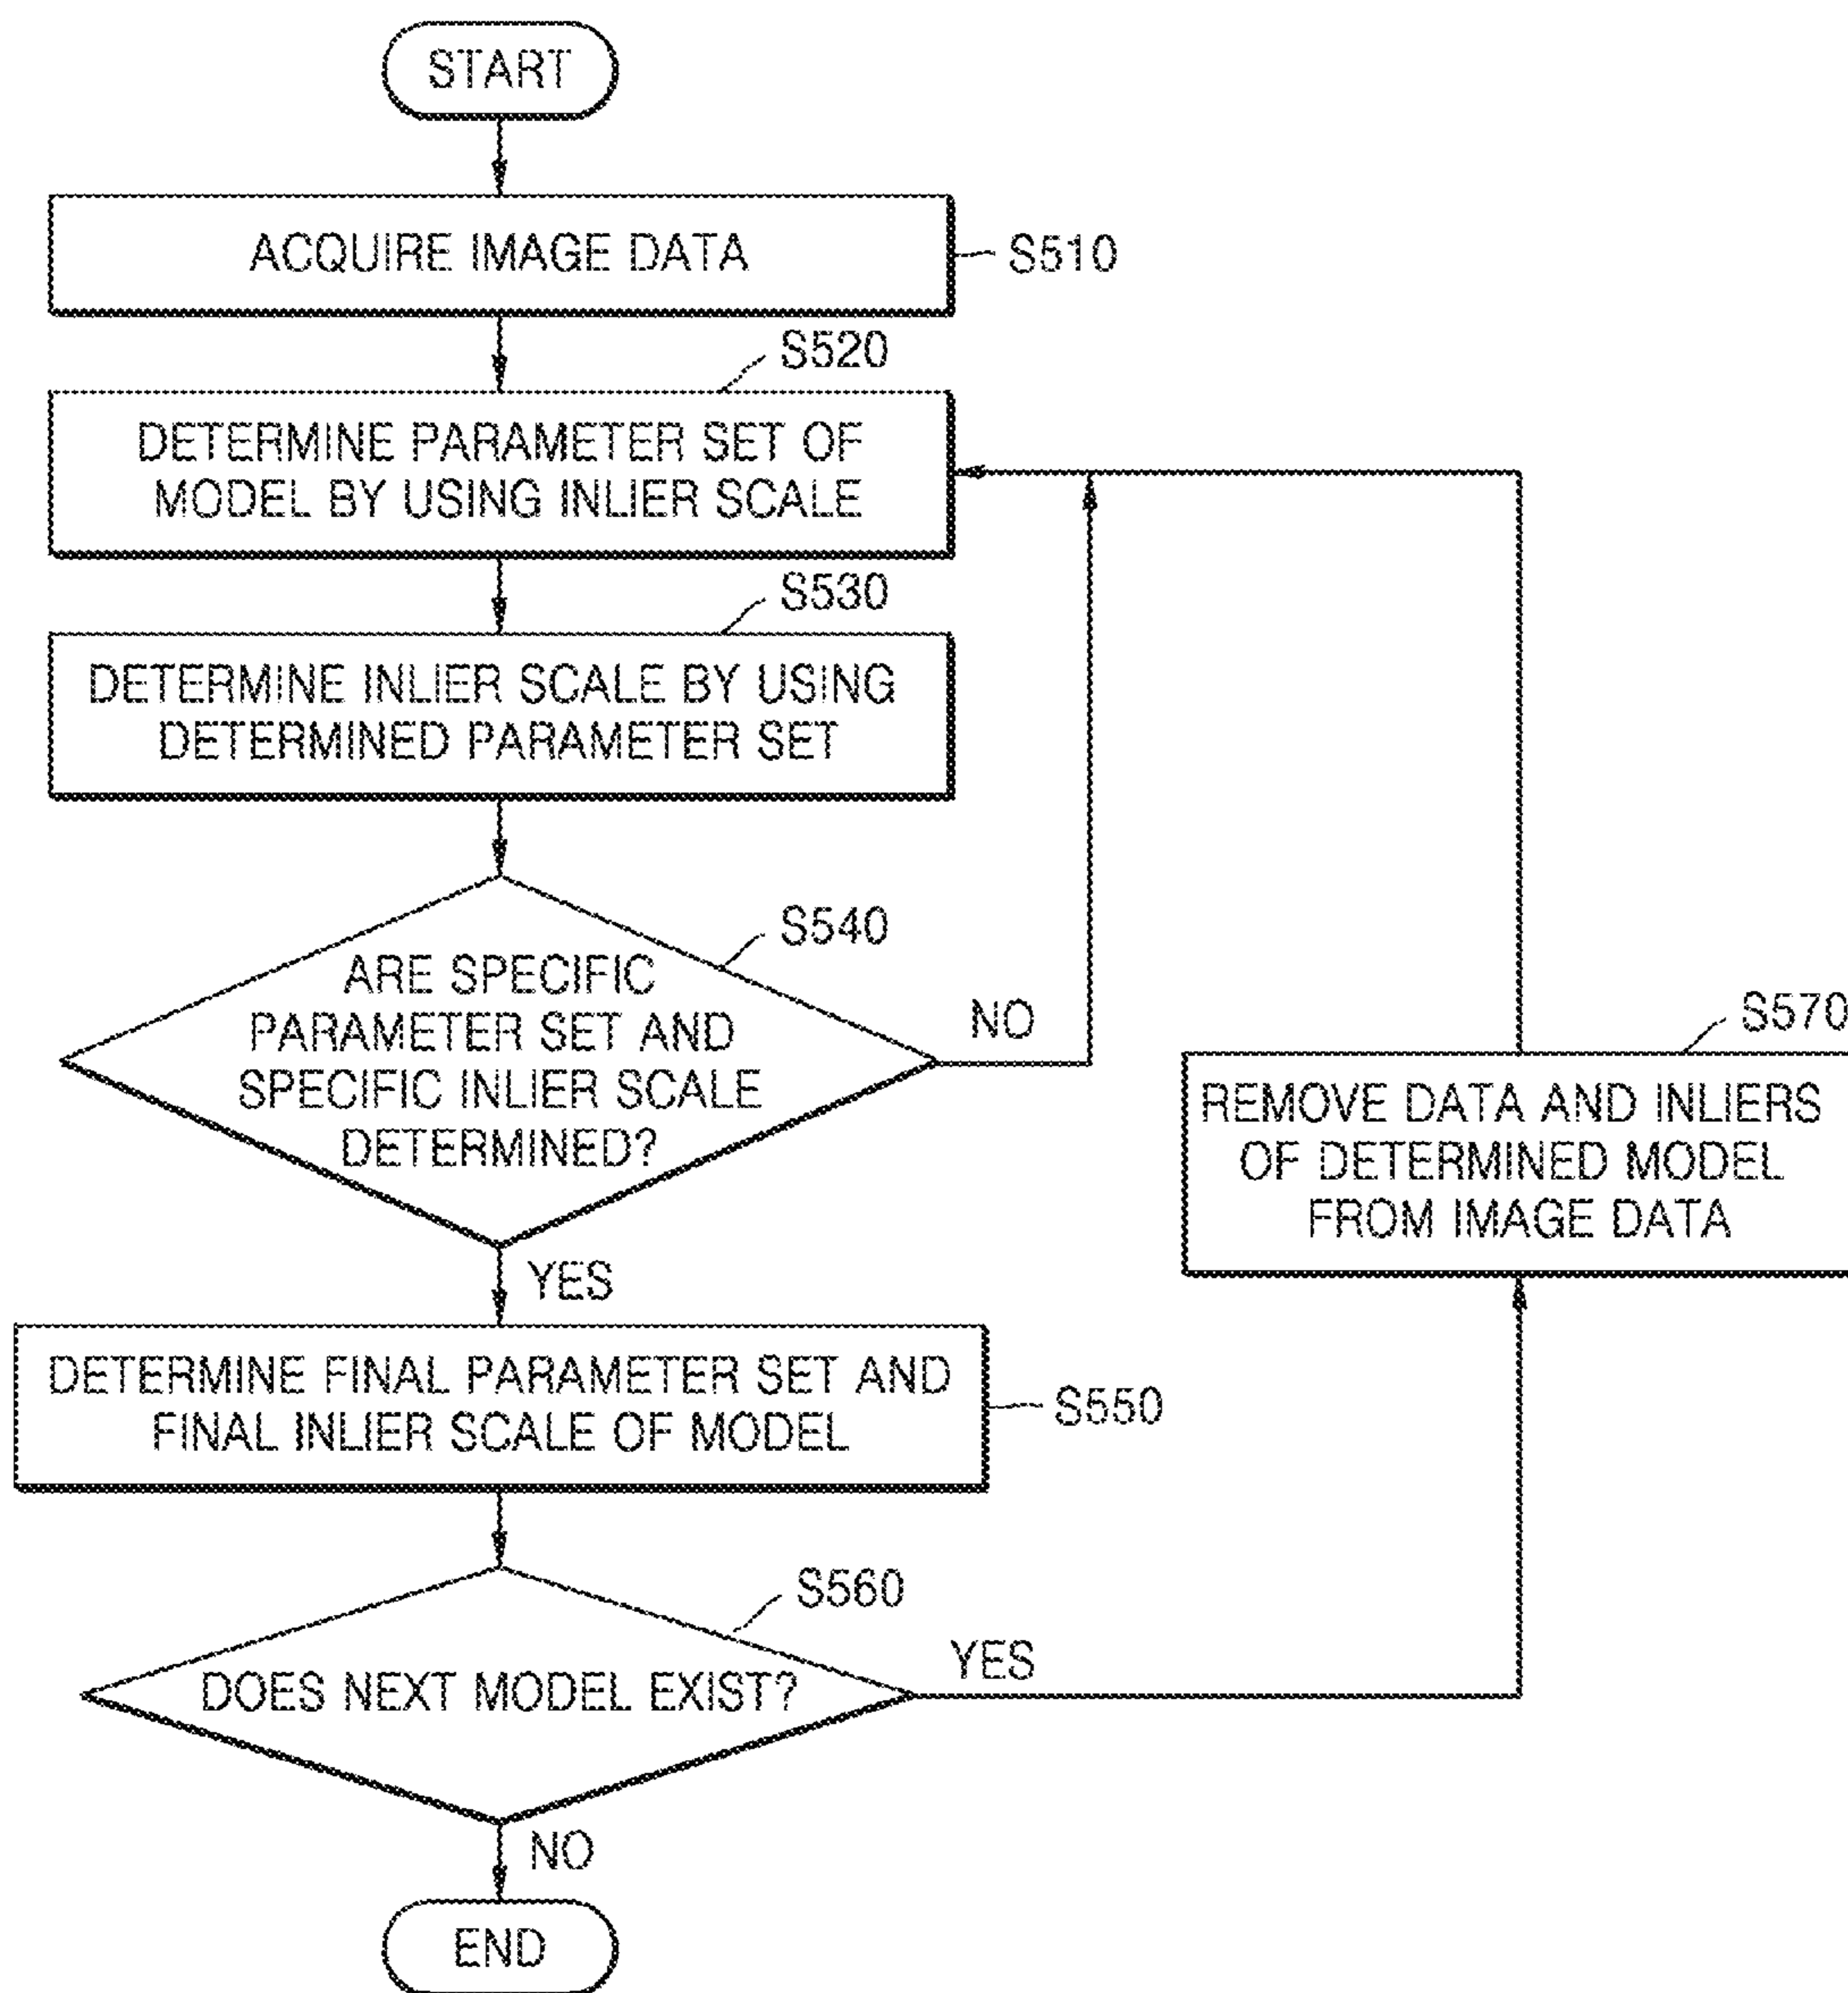 START
ACQUIRE IMAGE DATA
S510
S520
DETERMINE PARAMETER SET OF
MODEL BY USING INLIER SCALE
S530
DETERMINE INLIER SCALE BY USING
DETERMINED PARAMETER SET
S540
ARE SPECIFIC
PARAMETER SET AND
SPECIFIC INLIER SCALE
DETERMINED?
NO
S570
REMOVE DATA AND INLIERS
OF DETERMINED MODEL
FROM IMAGE DATA
YES
DETERMINE FINAL PARAMETER SET AND
FINAL INLIER SCALE OF MODEL
S550
S560
DOES NEXT MODEL EXIST?
YES
NO
END